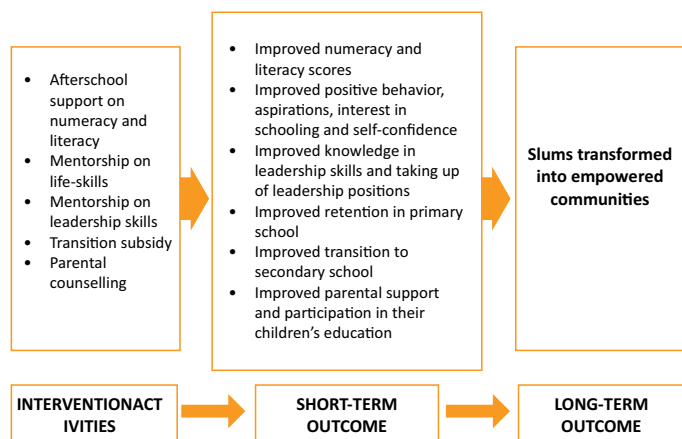 • Afterschool
support on
numeracy and
literacy
• Mentorship on
life-skills
• Mentorship on
leadership skills
• Transition subsidy
• Parental
counselling
• Improved numeracy and
literacy scores
• Improved positive behavior,
aspirations, interest in
schooling and self-confidence
• Improved knowledge in
leadership skills and taking up
of leadership positions
• Improved retention in primary
school
• Improved transition to
secondary school
• Improved parental support
and participation in their
children’s education
Slums transformed
into empowered
communities
INTERVENTIONACT
IVITIES
SHORT-TERM
OUTCOME
LONG-TERM
OUTCOME